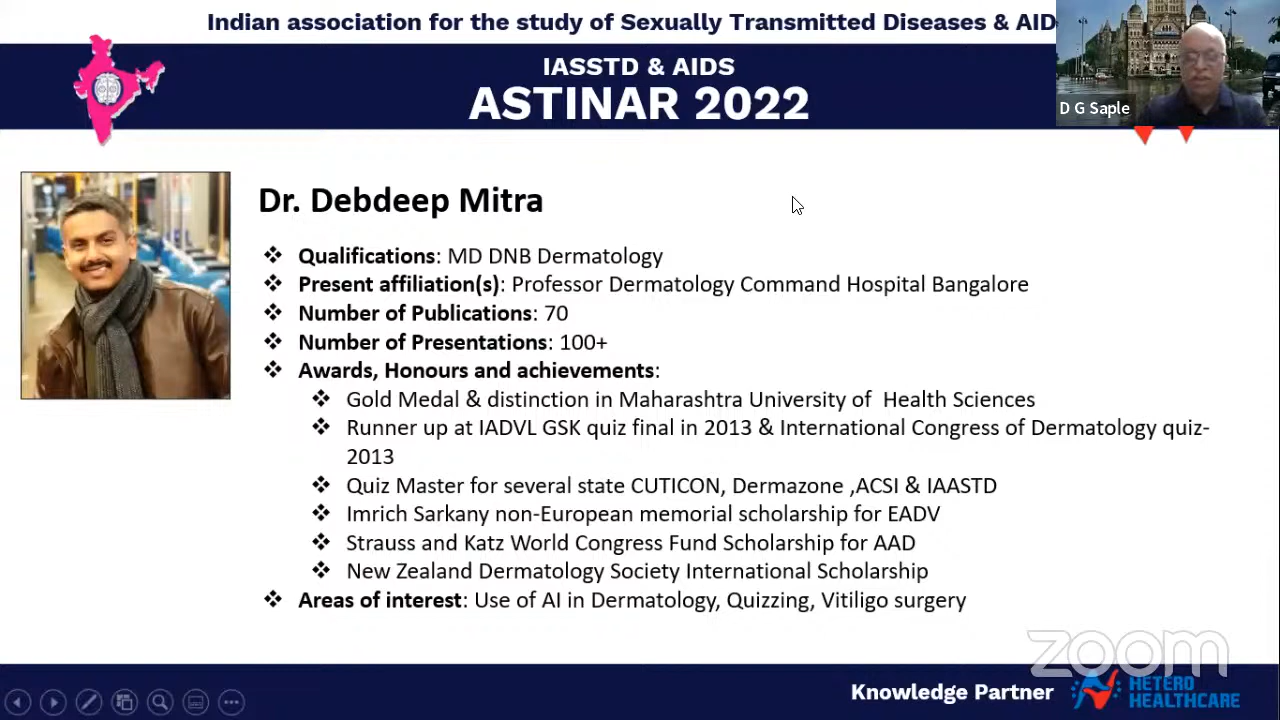 Indian association for the study of Sexually Transmitted Diseases & AID
IASSTD & AIDS
ASTINAR 2022
D G Saple
Dr. Debdeep Mitra
❖ Qualifications: MD DNB Dermatology
❖ Present affiliation(s): Professor Dermatology Command Hospital Bangalore
❖ Number of Publications: 70
❖ Number of Presentations: 100+
❖ Awards, Honours and achievements:
❖ Gold Medal & distinction in Maharashtra University of Health Sciences
❖ Runner up at IADVL GSK quiz final in 2013 & International Congress of Dermatology quiz-
2013
❖ Quiz Master for several state CUTICON, Dermazone ,ACSI & IAASTD
❖ Imrich Sarkany non-European memorial scholarship for EADV
❖ Strauss and Katz World Congress Fund Scholarship for AAD
❖ New Zealand Dermatology Society International Scholarship
❖ Areas of interest: Use of AI in Dermatology, Quizzing, Vitiligo surgery
zoom
Knowledge Partner
HETERO
HEALTHCARE